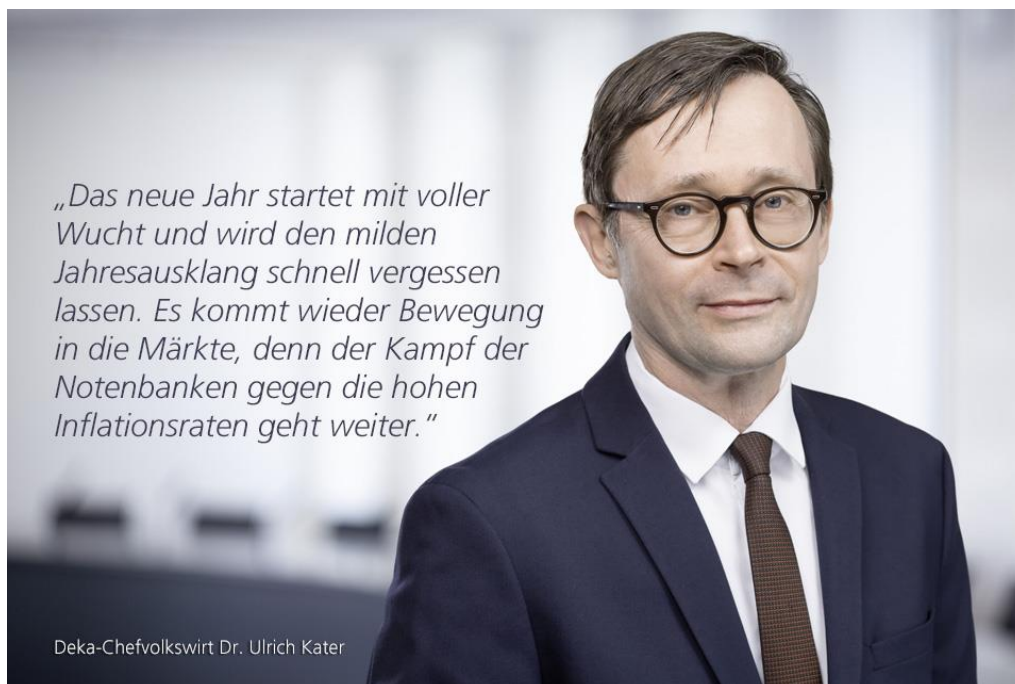 „Das neue Jahr startet mit voller
Wucht und wird den milden
Jahresausklang schnell vergessen
lassen. Es kommt wieder Bewegung
in die Märkte, denn der Kampf der
Notenbanken gegen die hohen
Inflationsraten geht weiter.“
Deka-Chefvolkswirt Dr. Ulrich Kater